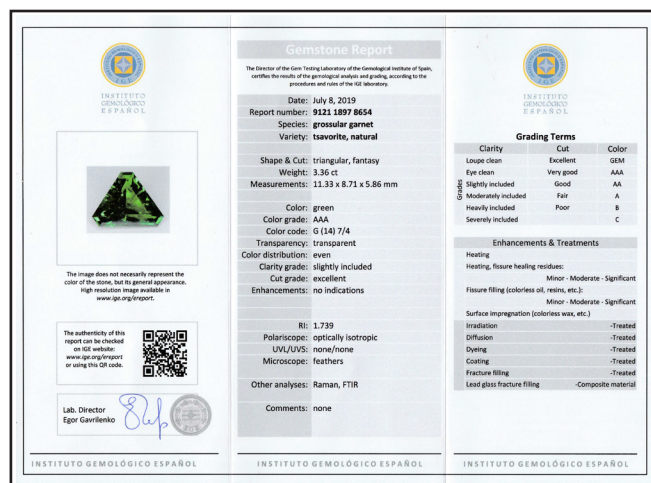 INSTITUTO
GEMOLÓGICO
ESPAÑOL
The image does not necesarily represent the
color of the stone, but its general appearance.
High resolution image available in
www.ige.org/ereport.
The authenticity of this
report can be checked
on IGE website:
www.ige.org/ereport
or using this QR code.
Lab. Director
Egor Gavrilenko
INSTITUTO GEMOLÓGICO ESPAÑOL
Gemstone Report
The Director of the Gem Testing Laboratory of the Gemological Institute of Spain,
certifies the results of the gemological analysis and grading, according to the
procedures and rules of the IGE laboratory.
Date: July 8, 2019
Report number: 9121 1897 8654
Species: grossular garnet
Variety: tsavorite, natural
Shape & Cut: triangular, fantasy
Weight: 3.36 ct
Measurements: 11.33 x 8.71 x 5.86 mm
Color: green
Color grade: AAA
Color code: G (14) 7/4
Transparency: transparent
Color distribution: even
Clarity grade: slightly included
Cut grade: excellent
Enhancements: no indications
RI: 1.739
Polariscope: optically isotropic
UVL/UVS: none/none
Microscope: feathers
Other analyses: Raman, FTIR
Comments: none
INSTITUTO GEMOLÓGICO ESPAÑOL
INSTITUTO
GEMOLÓGICO
ESPAÑOL
Grading Terms
Clarity Cut Color
Grades
Loupe clean Excellent GEM
Eye clean Very good AAA
Slightly included Good AA
Moderately included Fair A
Heavily included Poor B
Severely included C
Enhancements & Treatments
Heating
Heating, fissure healing residues:
Minor - Moderate - Significant
Fissure filling (colorless oil, resins, etc.):
Minor - Moderate - Significant
Surface impregnation (colorless wax, etc.)
Irradiation -Treated
Diffusion -Treated
Dyeing -Treated
Coating -Treated
Fracture filling -Treated
Lead glass fracture filling -Composite material
INSTITUTO GEMOLÓGICO ESPAÑOL